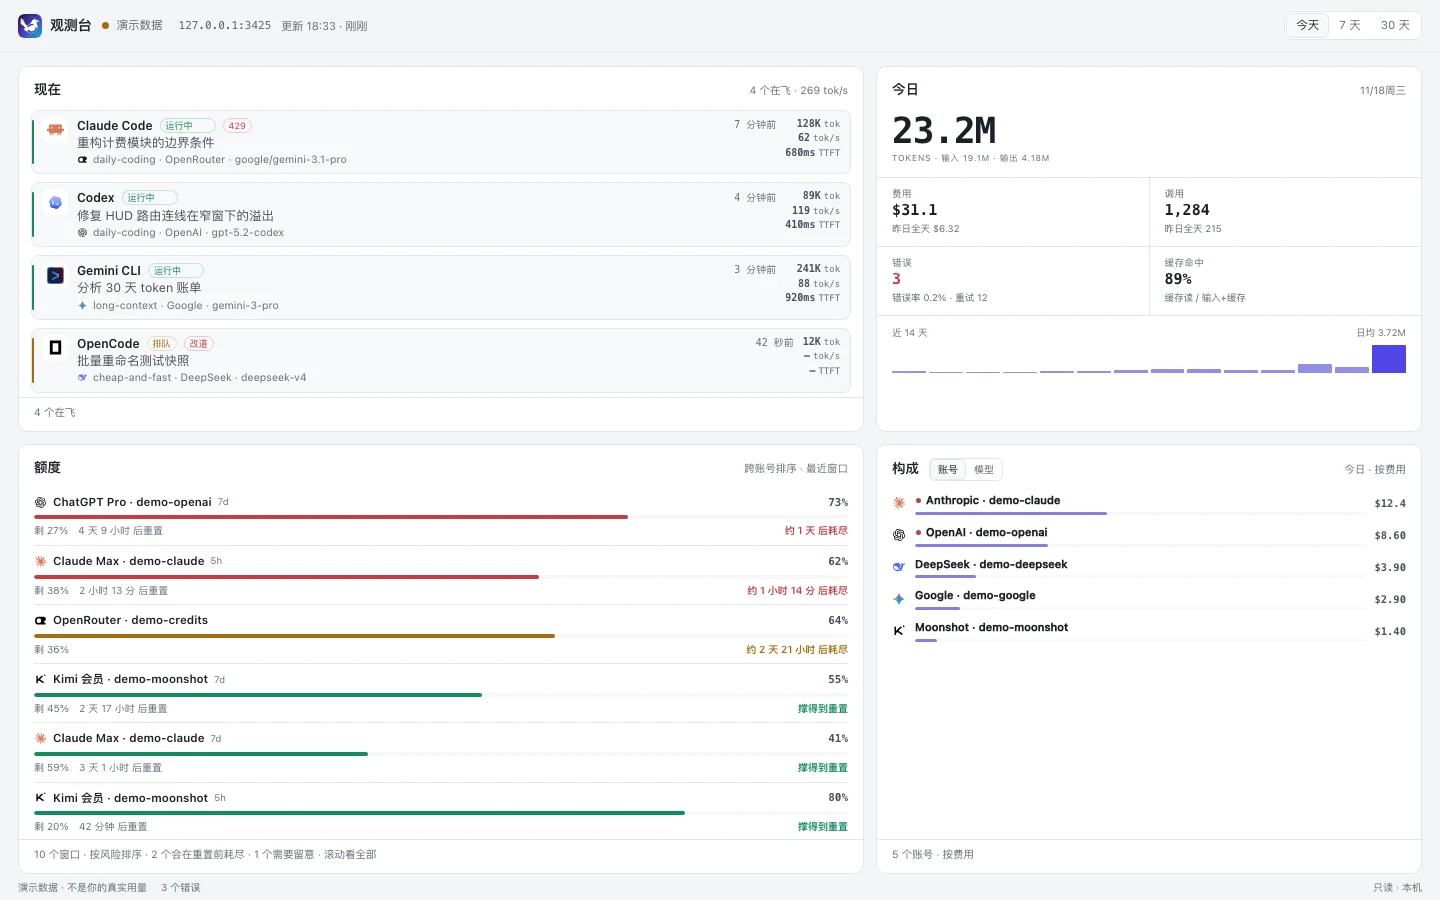 观测台 演示数据 127.0.0.1:3425 更新 18:33 · 刚刚 今天 7 天 30 天
现在 4 个在飞 · 269 tok/s
Claude Code 运行中 429 7 分钟前 128K tok
重构计费模块的边界条件 62 tok/s
daily-coding · OpenRouter · google/gemini-3.1-pro 680ms TTFT
Codex 运行中 4 分钟前 89K tok
修复 HUD 路由连线在窄窗下的溢出 119 tok/s
daily-coding · OpenAI · gpt-5.2-codex 410ms TTFT
Gemini CLI 运行中 3 分钟前 241K tok
分析 30 天 token 账单 88 tok/s
long-context · Google · gemini-3-pro 920ms TTFT
OpenCode 排队 改道 42 秒前 12K tok
批量重命名测试快照 — tok/s
cheap-and-fast · DeepSeek · deepseek-v4 — TTFT
4 个在飞
今日 11/18周三
23.2M
TOKENS · 输入 19.1M · 输出 4.18M
费用 调用
$31.1 1,284
昨日全天 $6.32 昨日全天 215
错误 缓存命中
3 89%
错误率 0.2% · 重试 12 缓存读 / 输入+缓存
近 14 天 日均 3.72M
额度 跨账号排序 · 最近窗口
ChatGPT Pro · demo-openai 7d 73%
剩 27% 4 天 9 小时 后重置 约 1 天 后耗尽
Claude Max · demo-claude 5h 62%
剩 38% 2 小时 13 分 后重置 约 1 小时 14 分 后耗尽
OpenRouter · demo-credits 64%
剩 36% 约 2 天 21 小时 后耗尽
Kimi 会员 · demo-moonshot 7d 55%
剩 45% 2 天 17 小时 后重置 撑得到重置
Claude Max · demo-claude 7d 41%
剩 59% 3 天 1 小时 后重置 撑得到重置
Kimi 会员 · demo-moonshot 5h 80%
剩 20% 42 分钟 后重置 撑得到重置
10 个窗口 · 按风险排序 · 2 个会在重置前耗尽 · 1 个需要留意 · 滚动看全部
构成 账号 模型 今日 · 按费用
Anthropic · demo-claude $12.4
OpenAI · demo-openai $8.60
DeepSeek · demo-deepseek $3.90
Google · demo-google $2.90
Moonshot · demo-moonshot $1.40
5 个账号 · 按费用
演示数据 · 不是你的真实用量 3 个错误 只读 · 本机